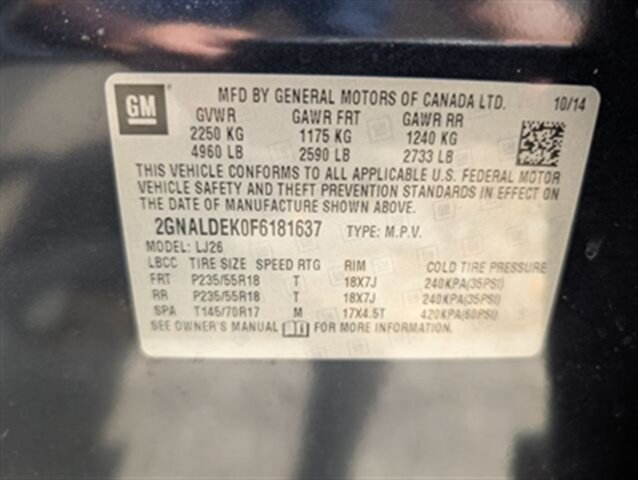 GM
MFD BY GENERAL MOTORS OF CANADA LTD. 10/14
GVWR GAWR FRT GAWR RR
2250 KG 1175 KG 1240 KG
4960 LB 2590 LB 2733 LB
THIS VEHICLE CONFORMS TO ALL APPLICABLE U.S. FEDERAL MOTOR
VEHICLE SAFETY AND THEFT PREVENTION STANDARDS IN EFFECT ON
THE DATE OF MANUFACTURE SHOWN ABOVE.
2GNALDEK0F6181637 TYPE: M.P.V.
MODEL: LJ26
LBCC TIRE SIZE SPEED RTG RIM COLD TIRE PRESSURE
FRT P235/55R18 T 18X7J 240KPA(35PSI)
RR P235/55R18 T 18X7J 240KPA(35PSI)
SPA T145/70R17 M 17X4.5T 420KPA(60PSI)
SEE OWNER'S MANUAL FOR MORE INFORMATION